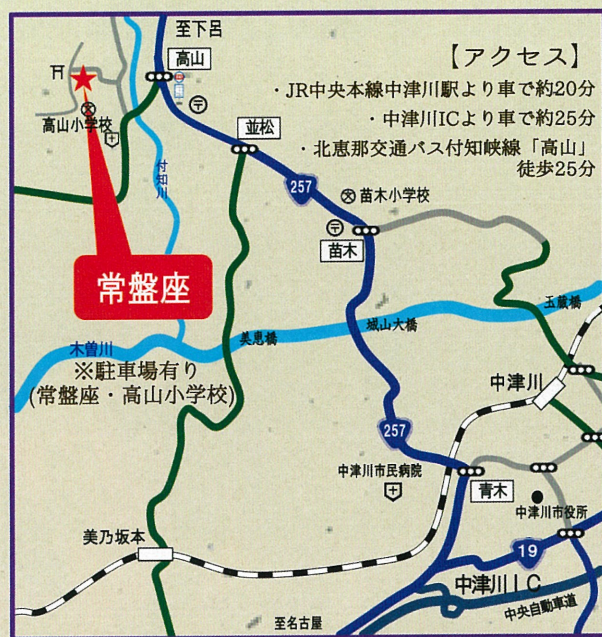 至下呂
【アクセス】
高山
・JR中央本線中津川駅より車で約20分
・中津川ICより車で約25分
・北恵那交通バス付知峡線「高山」
徒歩25分
高山小学校
並松
付知川
257
苗木小学校
苗木
常盤座
玉蔵橋
城山大橋
美恵橋
木曽川
※駐車場有り
(常盤座・高山小学校)
中津川
257
中津川市民病院
青木
中津川市役所
美乃坂本
19
中津川IC
中央自動車道
至名古屋